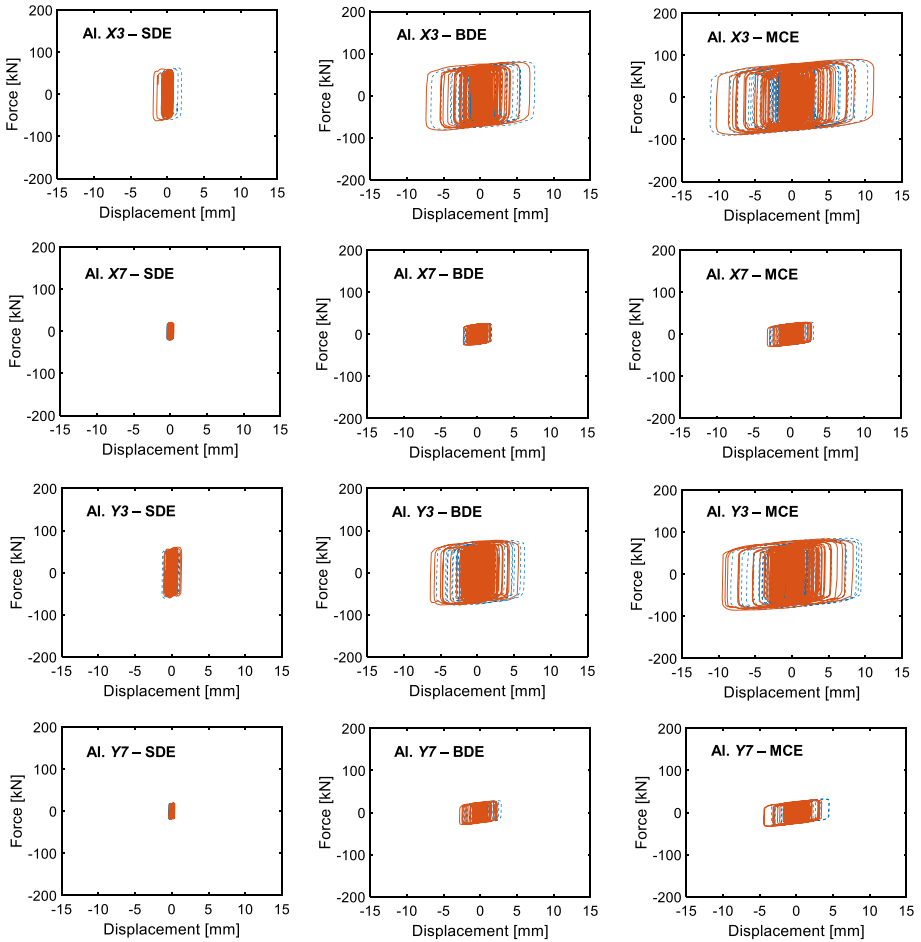 200
100
0
-100
-200
Force [kN]
Al. X3 – SDE
-15 -10 -5 0 5 10 15
Displacement [mm]
200
100
0
-100
-200
Force [kN]
Al. X3 – BDE
-15 -10 -5 0 5 10 15
Displacement [mm]
200
100
0
-100
-200
Force [kN]
Al. X3 – MCE
-15 -10 -5 0 5 10 15
Displacement [mm]
200
100
0
-100
-200
Force [kN]
Al. X7 – SDE
-15 -10 -5 0 5 10 15
Displacement [mm]
200
100
0
-100
-200
Force [kN]
Al. X7 – BDE
-15 -10 -5 0 5 10 15
Displacement [mm]
200
100
0
-100
-200
Force [kN]
Al. X7 – MCE
-15 -10 -5 0 5 10 15
Displacement [mm]
200
100
0
-100
-200
Force [kN]
Al. Y3 – SDE
-15 -10 -5 0 5 10 15
Displacement [mm]
200
100
0
-100
-200
Force [kN]
Al. Y3 – BDE
-15 -10 -5 0 5 10 15
Displacement [mm]
200
100
0
-100
-200
Force [kN]
Al. Y3 – MCE
-15 -10 -5 0 5 10 15
Displacement [mm]
200
100
0
-100
-200
Force [kN]
Al. Y7 – SDE
-15 -10 -5 0 5 10 15
Displacement [mm]
200
100
0
-100
-200
Force [kN]
Al. Y7 – BDE
-15 -10 -5 0 5 10 15
Displacement [mm]
200
100
0
-100
-200
Force [kN]
Al. Y7 – MCE
-15 -10 -5 0 5 10 15
Displacement [mm]